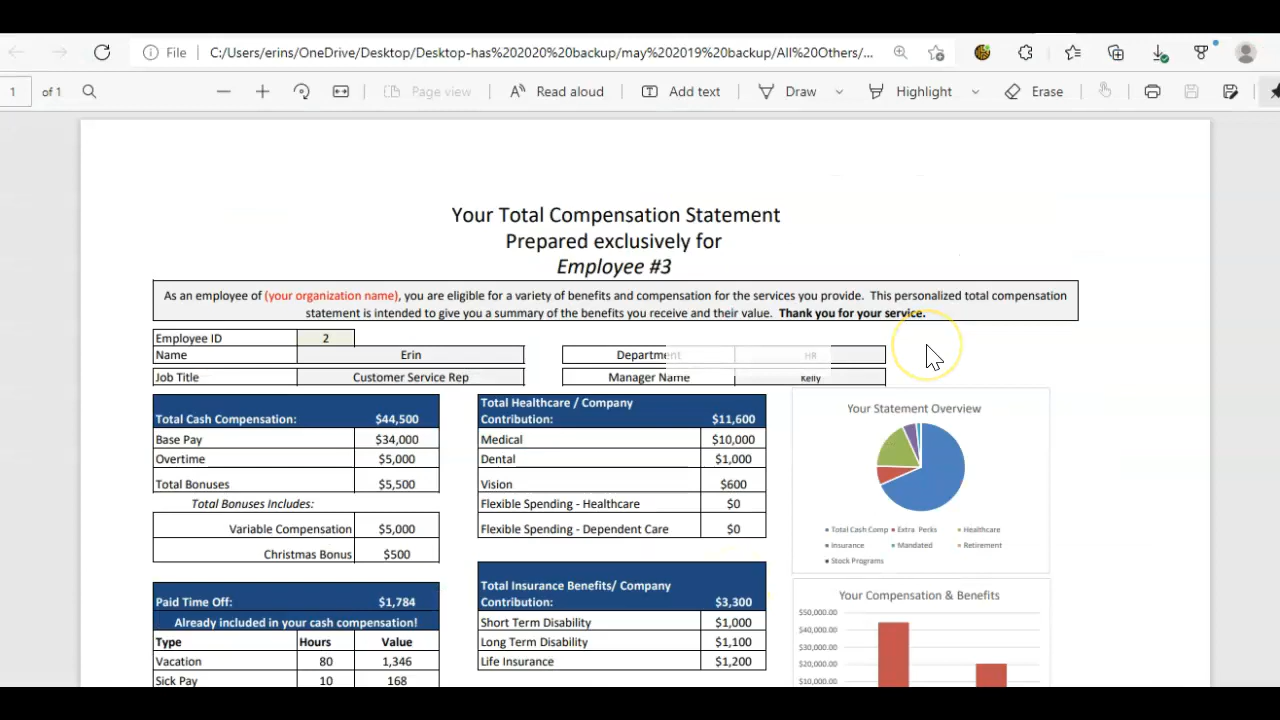 File C:/Users/erins/OneDrive/Desktop/Desktop-has%202020%20backup/may%202019%20backup/All%20Others/...
1 of 1 Page view Read aloud Add text Draw Highlight Erase
Your Total Compensation Statement
Prepared exclusively for
Employee #3
As an employee of (your organization name), you are eligible for a variety of benefits and compensation for the services you provide. This personalized total compensation
statement is intended to give you a summary of the benefits you receive and their value. Thank you for your service.
Employee ID 2
Name Erin Department HR
Job Title Customer Service Rep Manager Name Kelly
Total Cash Compensation: $44,500
Base Pay $34,000
Overtime $5,000
Total Bonuses $5,500
Total Bonuses Includes:
Variable Compensation $5,000
Christmas Bonus $500
Paid Time Off: $1,784
Already included in your cash compensation!
Type Hours Value
Vacation 80 1,346
Sick Pay 10 168
Total Healthcare / Company
Contribution: $11,600
Medical $10,000
Dental $1,000
Vision $600
Flexible Spending - Healthcare $0
Flexible Spending - Dependent Care $0
Total Insurance Benefits/ Company
Contribution: $3,300
Short Term Disability $1,000
Long Term Disability $1,100
Life Insurance $1,200
Your Statement Overview
Total Cash Comp Extra Perks Healthcare
Insurance Mandated Retirement
Stock Programs
Your Compensation & Benefits
$50,000.00
$40,000.00
$30,000.00
$20,000.00
$10,000.00